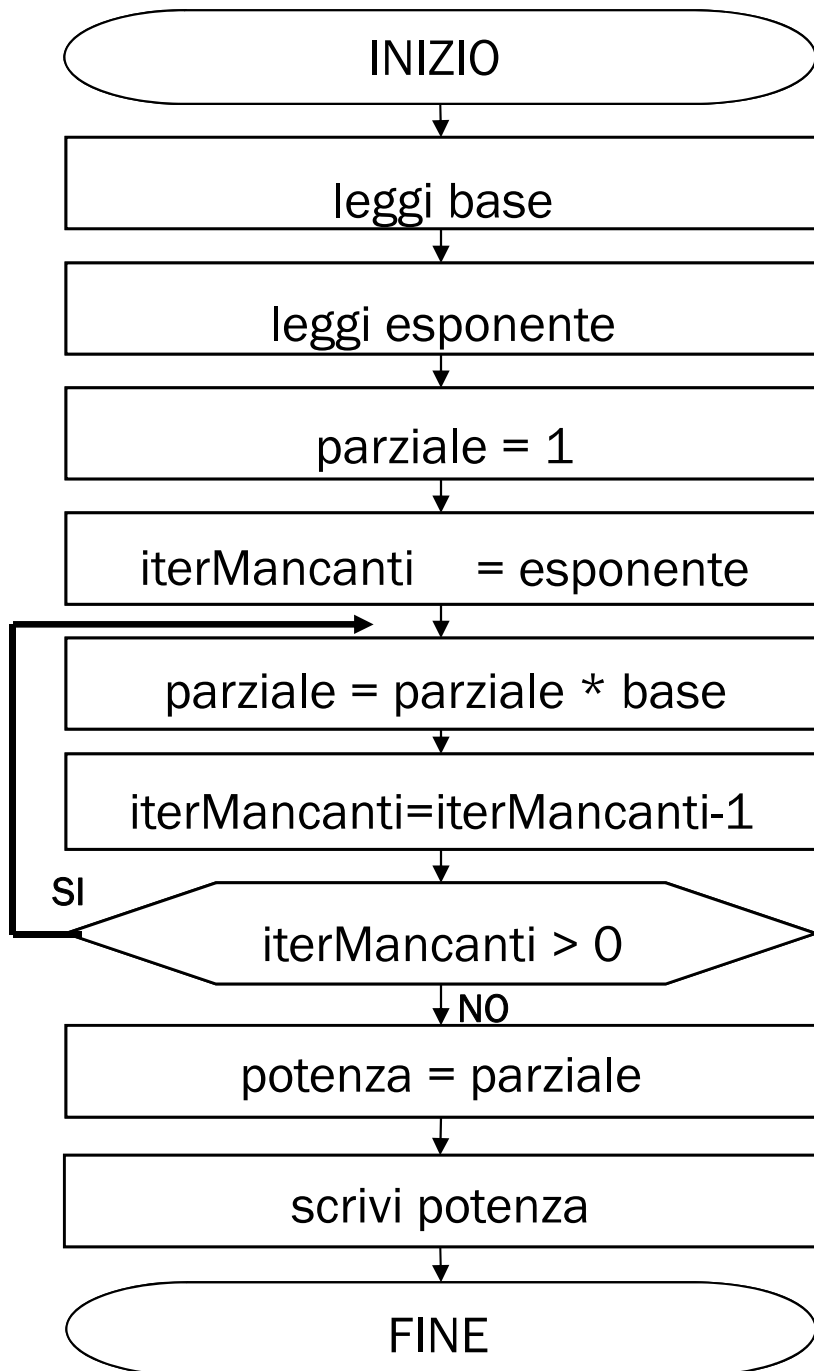 INIZIO
leggi base
leggi esponente
parziale = 1
iterMancanti = esponente
parziale = parziale * base
iterMancanti=iterMancanti-1
SI
iterMancanti > 0
NO
potenza = parziale
scrivi potenza
FINE